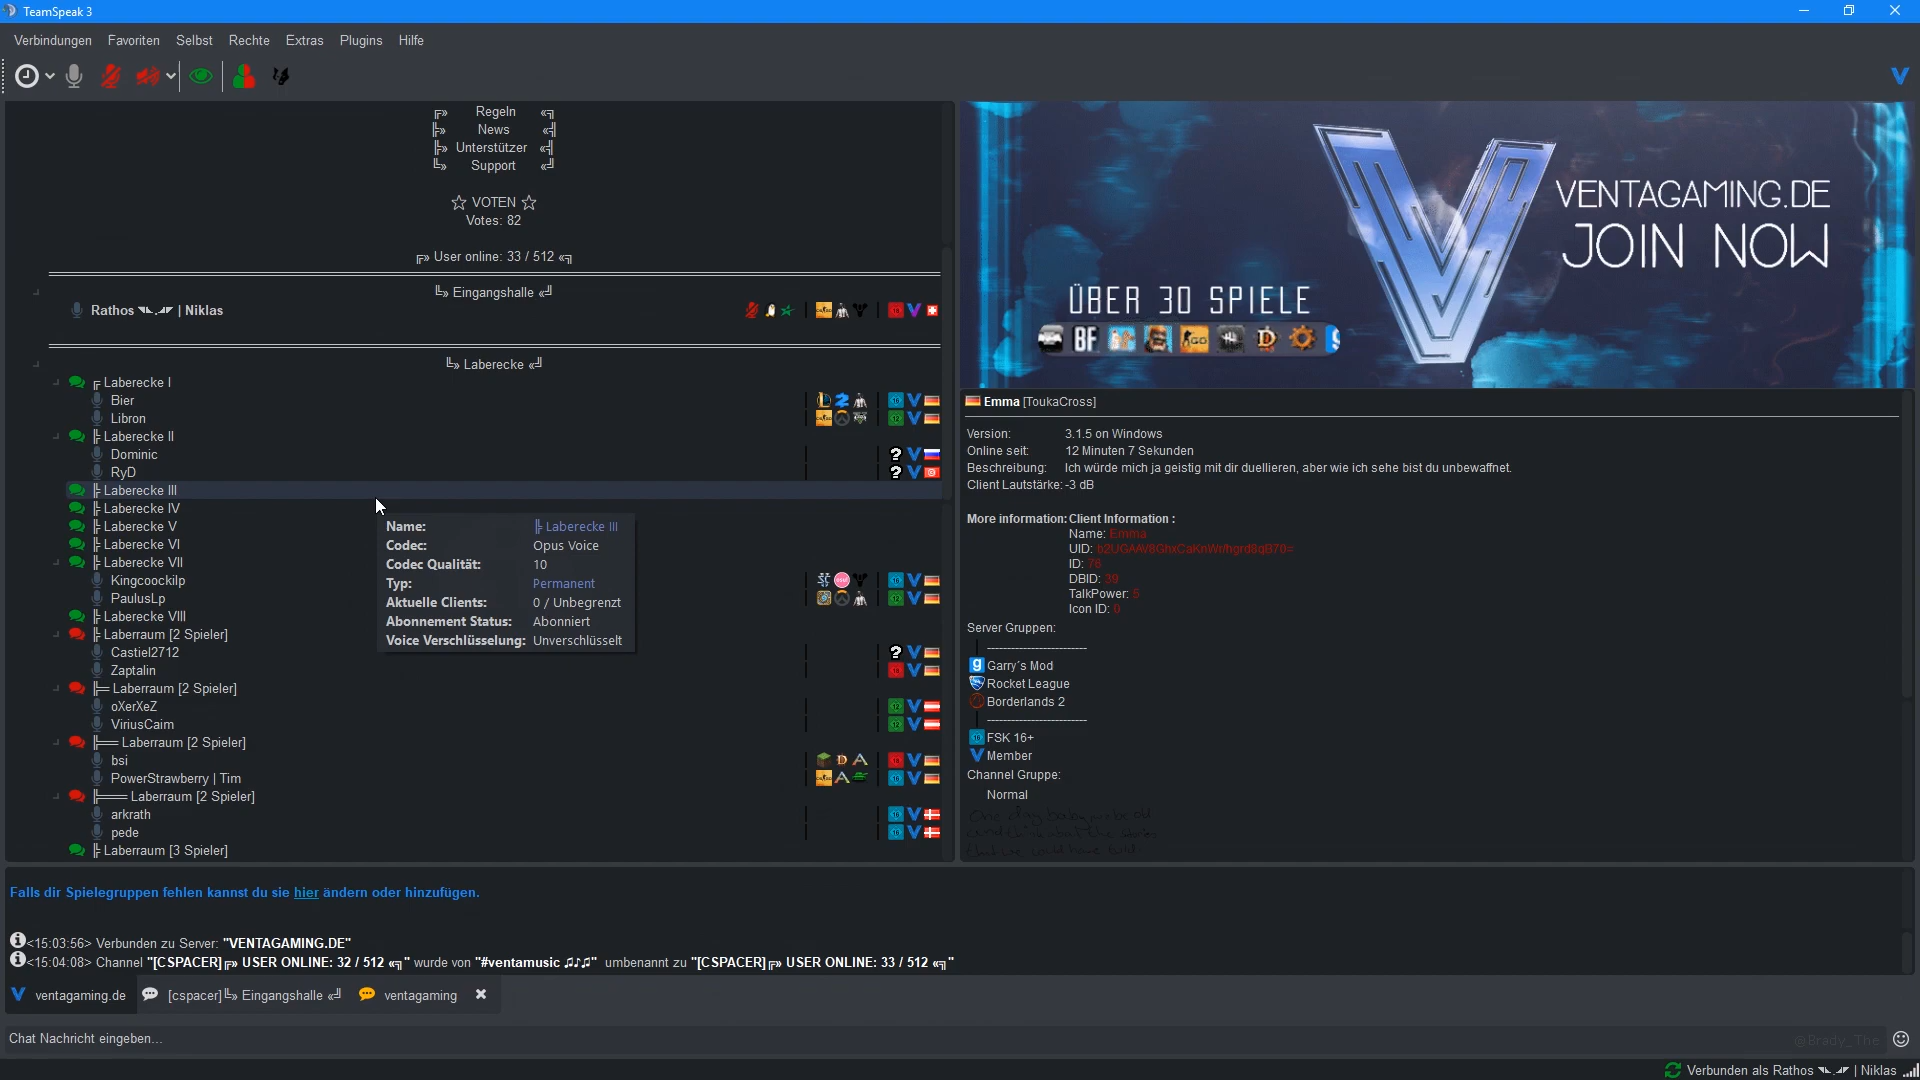 TeamSpeak 3
Verbindungen Favoriten Selbst Rechte Extras Plugins Hilfe
╔» Regeln «╗
╠» News «╣
╠» Unterstützer «╣
╚» Support «╝
☆ VOTEN ☆
Votes: 82
╔» User online: 33 / 512 «╗
╚» Eingangshalle «╝
Rathos ◥◣.◢◤ | Niklas
╚» Laberecke «╝
╔ Laberecke I
Bier
Libron
╠ Laberecke II
Dominic
RyD
╠ Laberecke III
╠ Laberecke IV
╠ Laberecke V
╠ Laberecke VI
╠ Laberecke VII
Kingcoockilp
PaulusLp
╠ Laberecke VIII
╠ Laberraum [2 Spieler]
Castiel2712
Zaptalin
╠═ Laberraum [2 Spieler]
oXerXeZ
ViriusCaim
╠══ Laberraum [2 Spieler]
bsi
PowerStrawberry | Tim
╠═══ Laberraum [2 Spieler]
arkrath
pede
╠ Laberraum [3 Spieler]
Name: ╠ Laberecke III
Codec: Opus Voice
Codec Qualität: 10
Typ: Permanent
Aktuelle Clients: 0 / Unbegrenzt
Abonnement Status: Abonniert
Voice Verschlüsselung: Unverschlüsselt
VENTAGAMING.DE
JOIN NOW
ÜBER 30 SPIELE
BF GO
Emma [ToukaCross]
Version: 3.1.5 on Windows
Online seit: 12 Minuten 7 Sekunden
Beschreibung: Ich würde mich ja geistig mit dir duellieren, aber wie ich sehe bist du unbewaffnet.
Client Lautstärke: -3 dB
More information: Client Information :
Name: Emma
UID:
ID: 76
DBID: 39
TalkPower: 5
Icon ID: 0
Server Gruppen:
-------------------------
Garry´s Mod
Rocket League
Borderlands 2
-------------------------
FSK 16+
Member
Channel Gruppe:
Normal
Falls dir Spielegruppen fehlen kannst du sie hier ändern oder hinzufügen.
<15:03:56> Verbunden zu Server: "VENTAGAMING.DE"
<15:04:08> Channel "[CSPACER]╔» USER ONLINE: 32 / 512 «╗" wurde von "#ventamusic ♫♪♫" umbenannt zu "[CSPACER]╔» USER ONLINE: 33 / 512 «╗"
ventagaming.de [cspacer]╚» Eingangshalle «╝ ventagaming
Chat Nachricht eingeben...
@Brady_The
Verbunden als Rathos ◥◣.◢◤ | Niklas